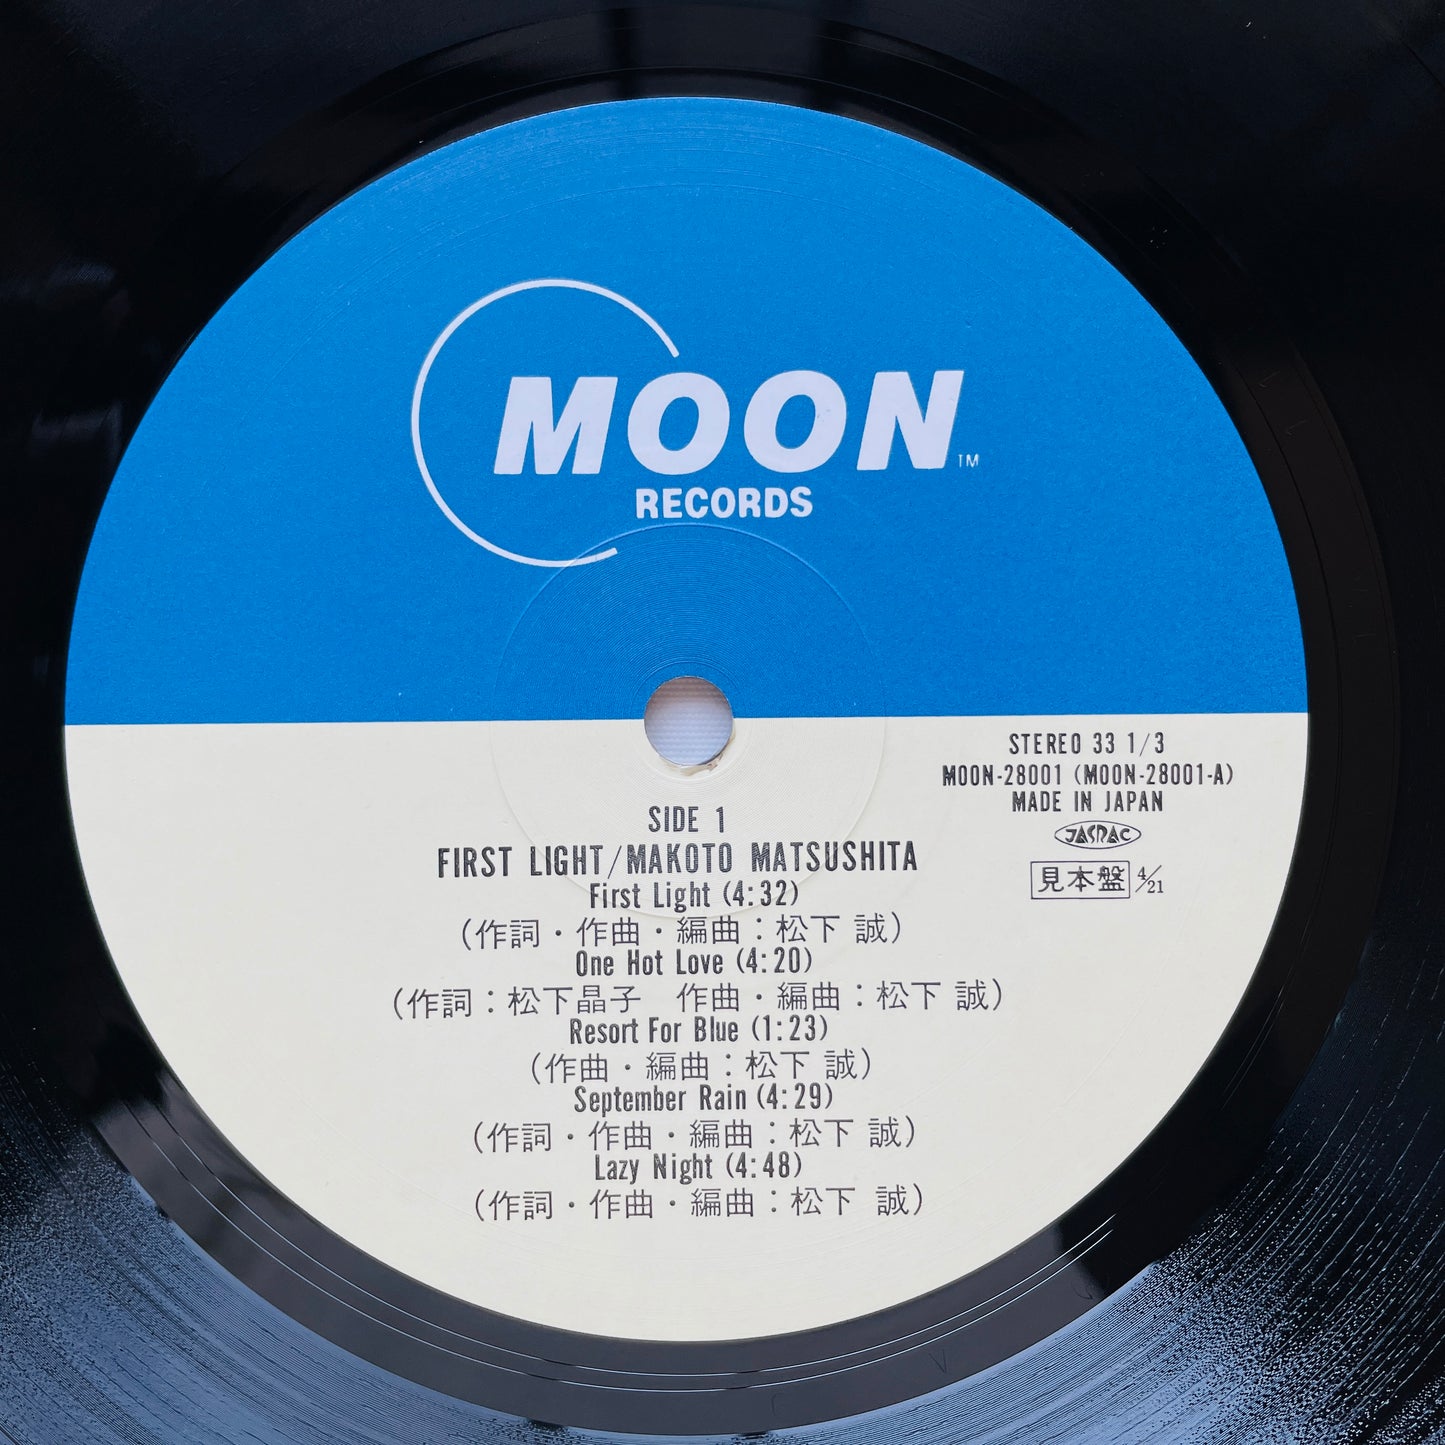 MOON™
RECORDS
STEREO 33 1/3
MOON-28001 (MOON-28001-A)
MADE IN JAPAN
JASRAC
見本盤 4/21
SIDE 1
FIRST LIGHT/MAKOTO MATSUSHITA
First Light (4:32)
(作詞・作曲・編曲：松下 誠)
One Hot Love (4:20)
(作詞：松下晶子　作曲・編曲：松下 誠)
Resort For Blue (1:23)
(作曲・編曲：松下 誠)
September Rain (4:29)
(作詞・作曲・編曲：松下 誠)
Lazy Night (4:48)
(作詞・作曲・編曲：松下 誠)